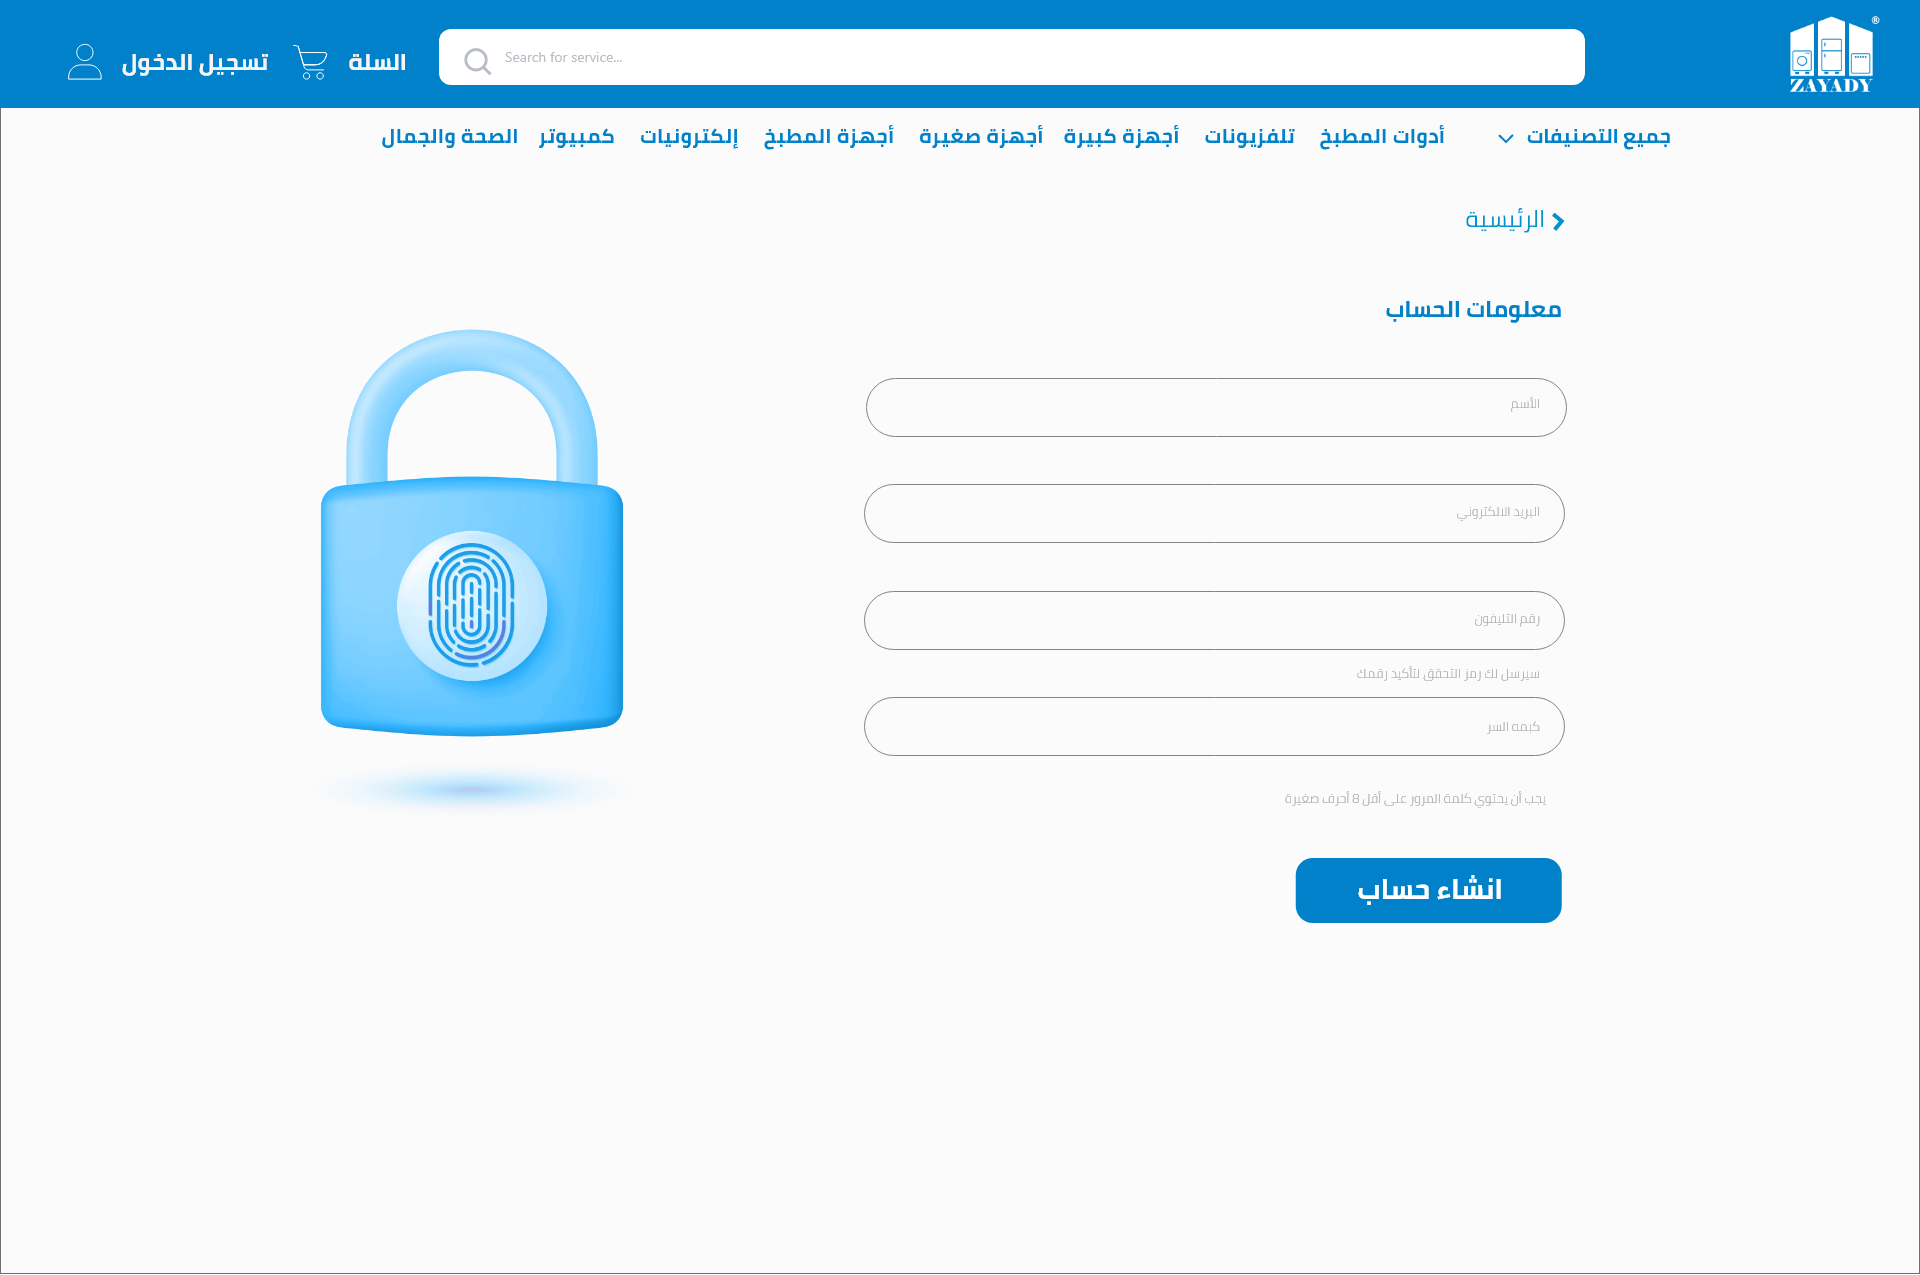 ZAYADY®
Search for service...
السلة
تسجيل الدخول
جميع التصنيفات
أدوات المطبخ
تلفزيونات
أجهزة كبيرة
أجهزة صغيرة
أجهزة المطبخ
إلكترونيات
كمبيوتر
الصحة والجمال
الرئيسية
معلومات الحساب
الأسم
البريد الالكتروني
رقم التليفون
سيرسل لك رمز التحقق لتأكيد رقمك
كبمه السر
يجب أن يحتوي كلمة المرور على أقل 8 أحرف صغيرة
انشاء حساب